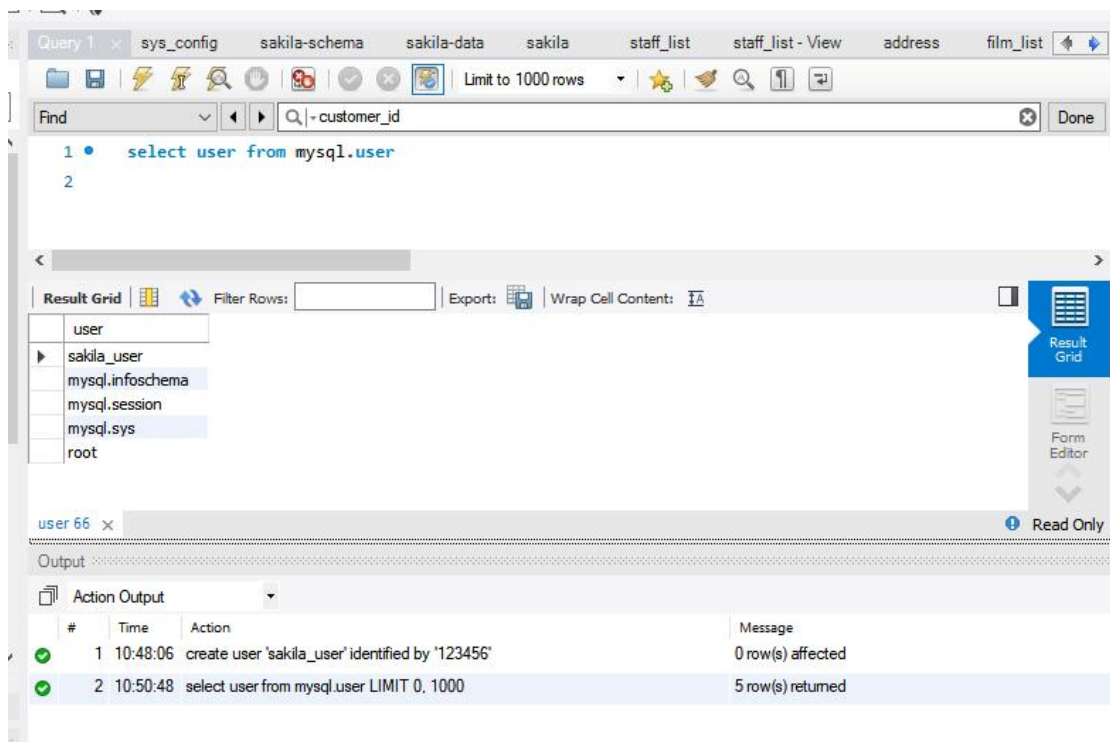 Query 1 sys_config sakila-schema sakila-data sakila staff_list staff_list - View address film_list
Limit to 1000 rows
Find customer_id Done
1 select user from mysql.user
2
Result Grid Filter Rows: Export: Wrap Cell Content: IA
user
sakila_user
mysql.infoschema
mysql.session
mysql.sys
root
Result
Grid
Form
Editor
user 66 Read Only
Output
Action Output
# Time Action Message
1 10:48:06 create user 'sakila_user' identified by '123456' 0 row(s) affected
2 10:50:48 select user from mysql.user LIMIT 0, 1000 5 row(s) returned